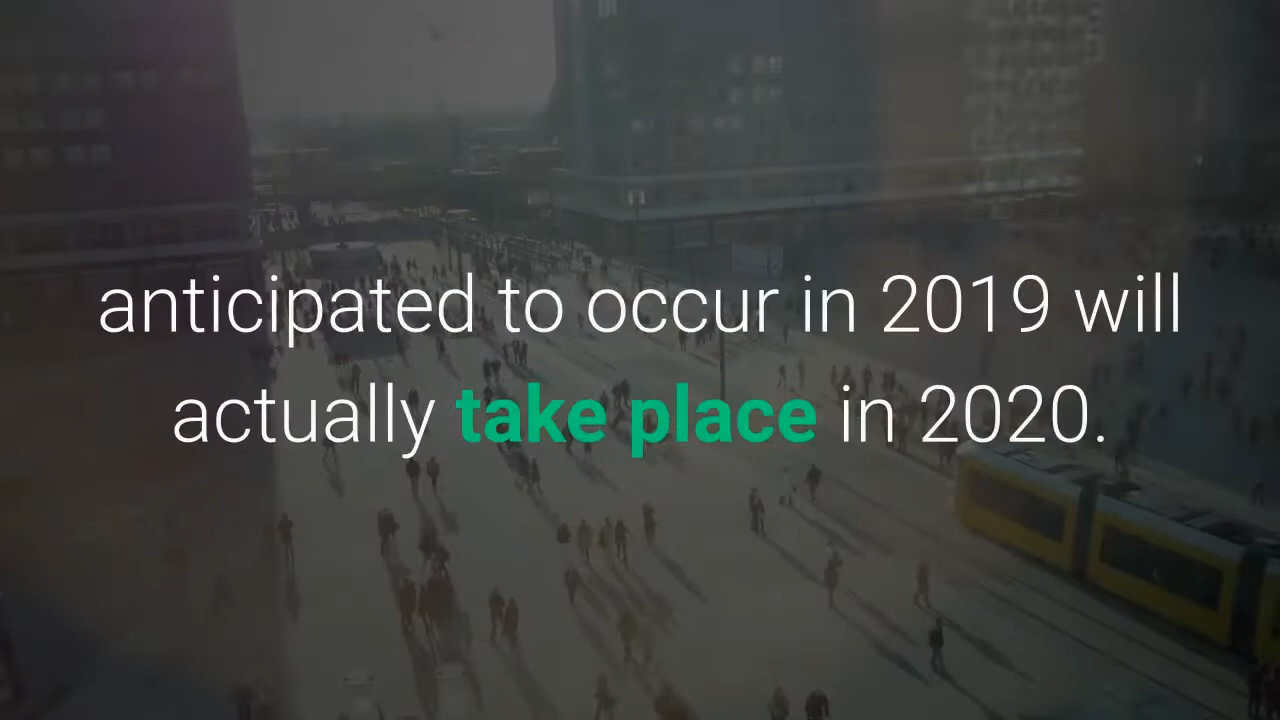 anticipated to occur in 2019 will
actually take place in 2020.